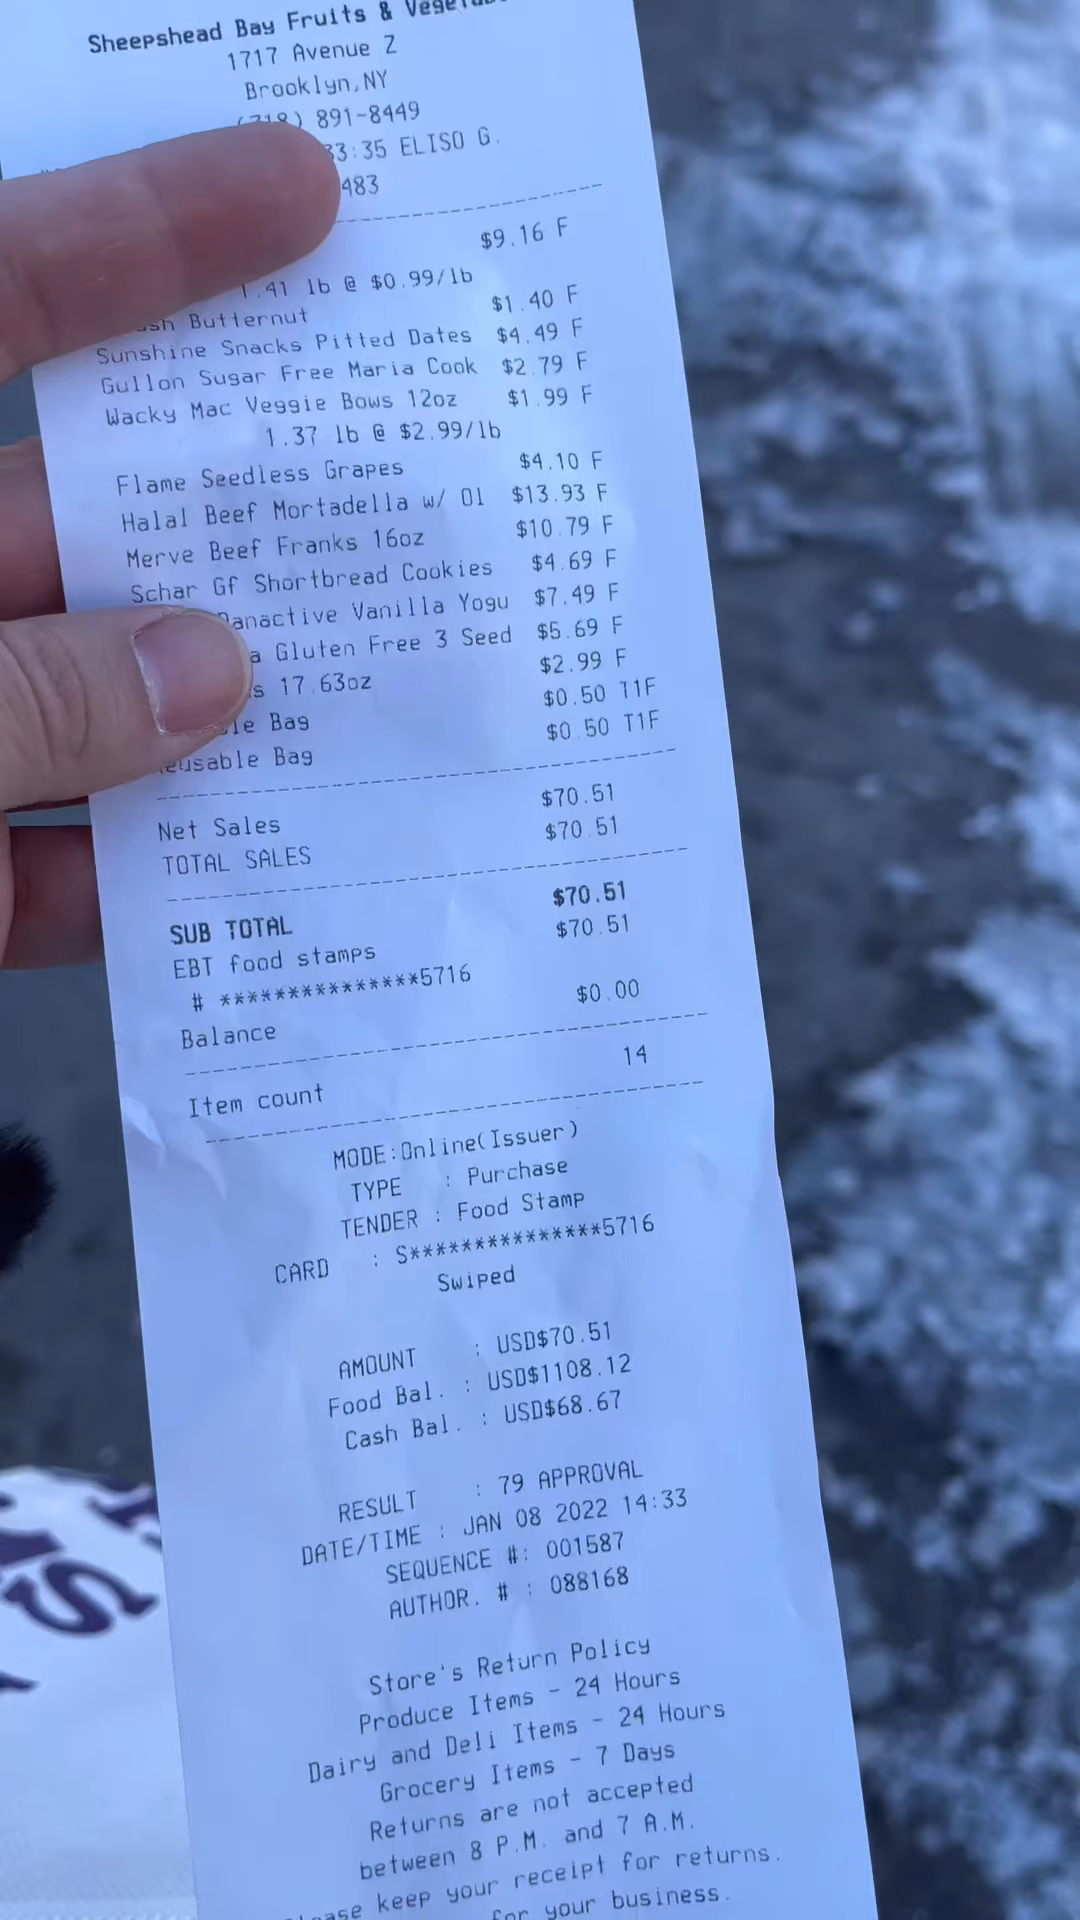 Sheepshead Bay Fruits &
1717 Avenue Z
Brooklyn,NY
(718) 891-8449
33:35 ELISO G.
483
$9.16 F
1.41 lb @ $0.99/lb
Butternut $1.40 F
Sunshine Snacks Pitted Dates $4.49 F
Gullon Sugar Free Maria Cook $2.79 F
Wacky Mac Veggie Bows 12oz $1.99 F
1.37 lb @ $2.99/lb
Flame Seedless Grapes $4.10 F
Halal Beef Mortadella w/ Ol $13.93 F
Merve Beef Franks 16oz $10.79 F
Schar Gf Shortbread Cookies $4.69 F
Danactive Vanilla Yogu $7.49 F
a Gluten Free 3 Seed $5.69 F
s 17.63oz $2.99 F
le Bag $0.50 T1F
eusable Bag $0.50 T1F
Net Sales $70.51
TOTAL SALES $70.51
SUB TOTAL $70.51
EBT food stamps $70.51
# ***************5716
Balance $0.00
Item count 14
MODE:Online(Issuer)
TYPE : Purchase
TENDER : Food Stamp
CARD : S***************5716
Swiped
AMOUNT : USD$70.51
Food Bal. : USD$1108.12
Cash Bal. : USD$68.67
RESULT : 79 APPROVAL
DATE/TIME : JAN 08 2022 14:33
SEQUENCE #: 001587
AUTHOR. # : 088168
Store's Return Policy
Produce Items - 24 Hours
Dairy and Deli Items - 24 Hours
Grocery Items - 7 Days
Returns are not accepted
between 8 P.M. and 7 A.M.
keep your receipt for returns.
for your business.